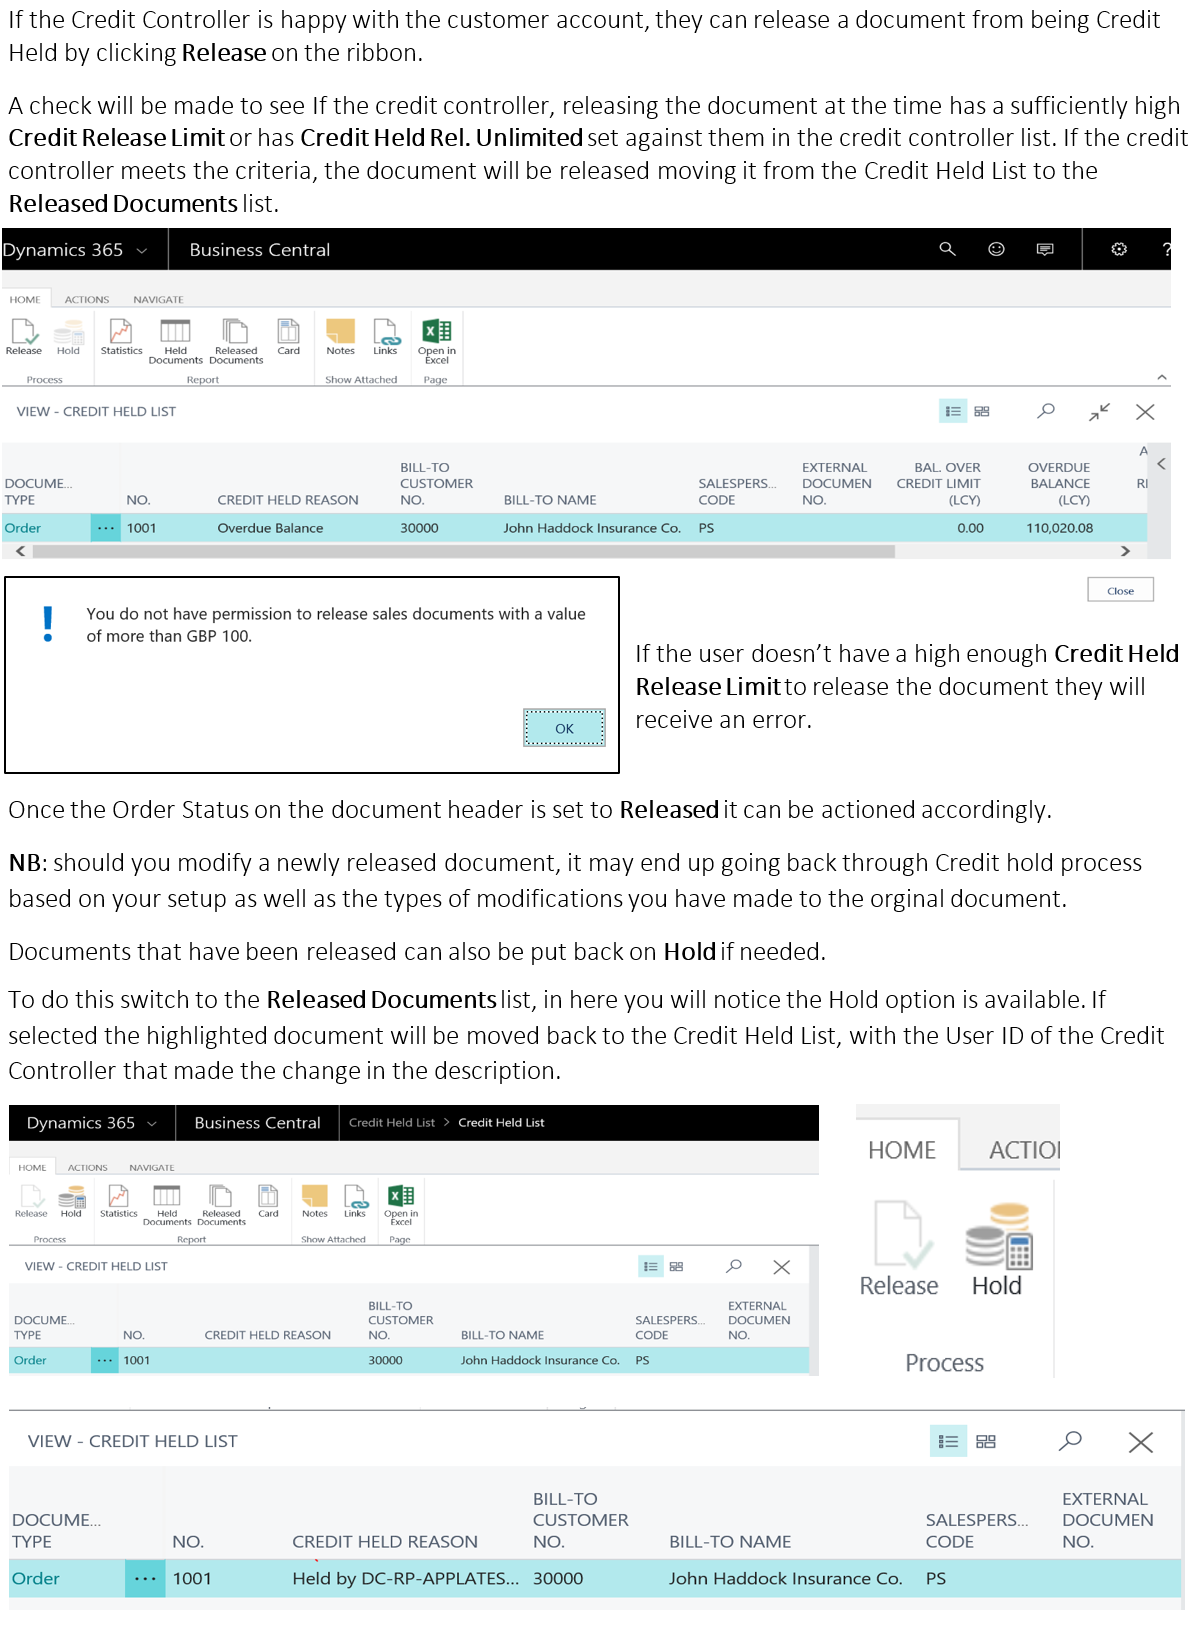 If the Credit Controller is happy with the customer account, they can release a document from being Credit
Held by clicking Release on the ribbon.
A check will be made to see If the credit controller, releasing the document at the time has a sufficiently high
Credit Release Limit or has Credit Held Rel. Unlimited set against them in the credit controller list. If the credit
controller meets the criteria, the document will be released moving it from the Credit Held List to the
Released Documents list.
Dynamics 365 Business Central ?
HOME ACTIONS NAVIGATE
Release Hold Statistics Held Documents Released Documents Card Notes Links Open in Excel
Process Report Show Attached Page
VIEW - CREDIT HELD LIST
DOCUME... TYPE NO. CREDIT HELD REASON BILL-TO CUSTOMER NO. BILL-TO NAME SALESPERS... CODE EXTERNAL DOCUMEN NO. BAL. OVER CREDIT LIMIT (LCY) OVERDUE BALANCE (LCY)
Order ... 1001 Overdue Balance 30000 John Haddock Insurance Co. PS 0.00 110,020.08
Close
You do not have permission to release sales documents with a value
of more than GBP 100.
OK
If the user doesn't have a high enough Credit Held
Release Limit to release the document they will
receive an error.
Once the Order Status on the document header is set to Released it can be actioned accordingly.
NB: should you modify a newly released document, it may end up going back through Credit hold process
based on your setup as well as the types of modifications you have made to the orginal document.
Documents that have been released can also be put back on Hold if needed.
To do this switch to the Released Documents list, in here you will notice the Hold option is available. If
selected the highlighted document will be moved back to the Credit Held List, with the User ID of the Credit
Controller that made the change in the description.
Dynamics 365 Business Central Credit Held List > Credit Held List
HOME ACTIONS NAVIGATE
Release Hold Statistics Held Documents Released Documents Card Notes Links Open in Excel
Process Report Show Attached Page
VIEW - CREDIT HELD LIST
DOCUME... TYPE NO. CREDIT HELD REASON BILL-TO CUSTOMER NO. BILL-TO NAME SALESPERS... CODE EXTERNAL DOCUMEN NO.
Order ... 1001 30000 John Haddock Insurance Co. PS
HOME ACTIO
Release Hold
Process
VIEW - CREDIT HELD LIST
DOCUME... TYPE NO. CREDIT HELD REASON BILL-TO CUSTOMER NO. BILL-TO NAME SALESPERS... CODE EXTERNAL DOCUMEN NO.
Order ... 1001 Held by DC-RP-APPLATES... 30000 John Haddock Insurance Co. PS